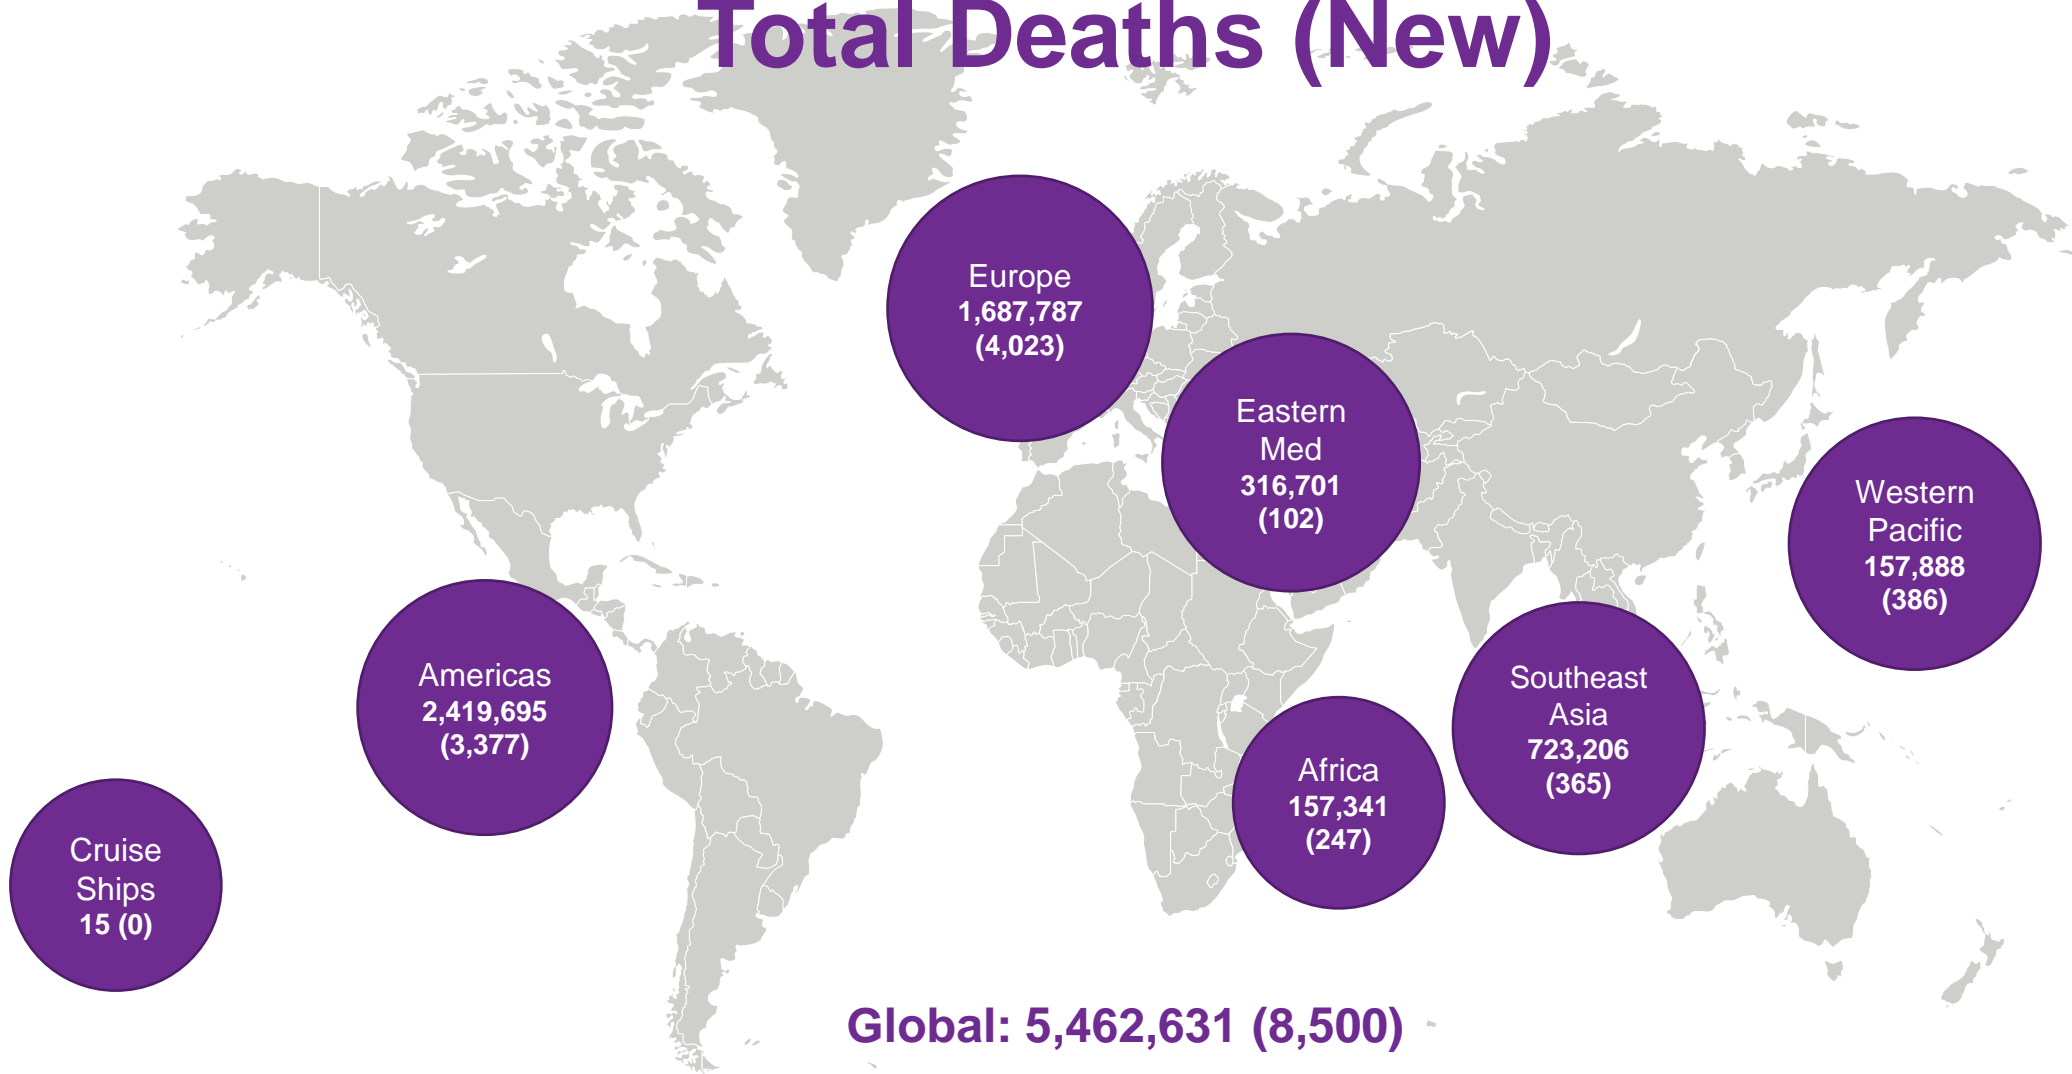 Total Deaths (New)
Europe
1,687,787
(4,023)
Eastern
Med
316,701
(102)
Western
Pacific
157,888
(386)
Americas
2,419,695
(3,377)
Southeast
Asia
723,206
(365)
Africa
157,341
(247)
Cruise
Ships
15 (0)
Global: 5,462,631 (8,500)